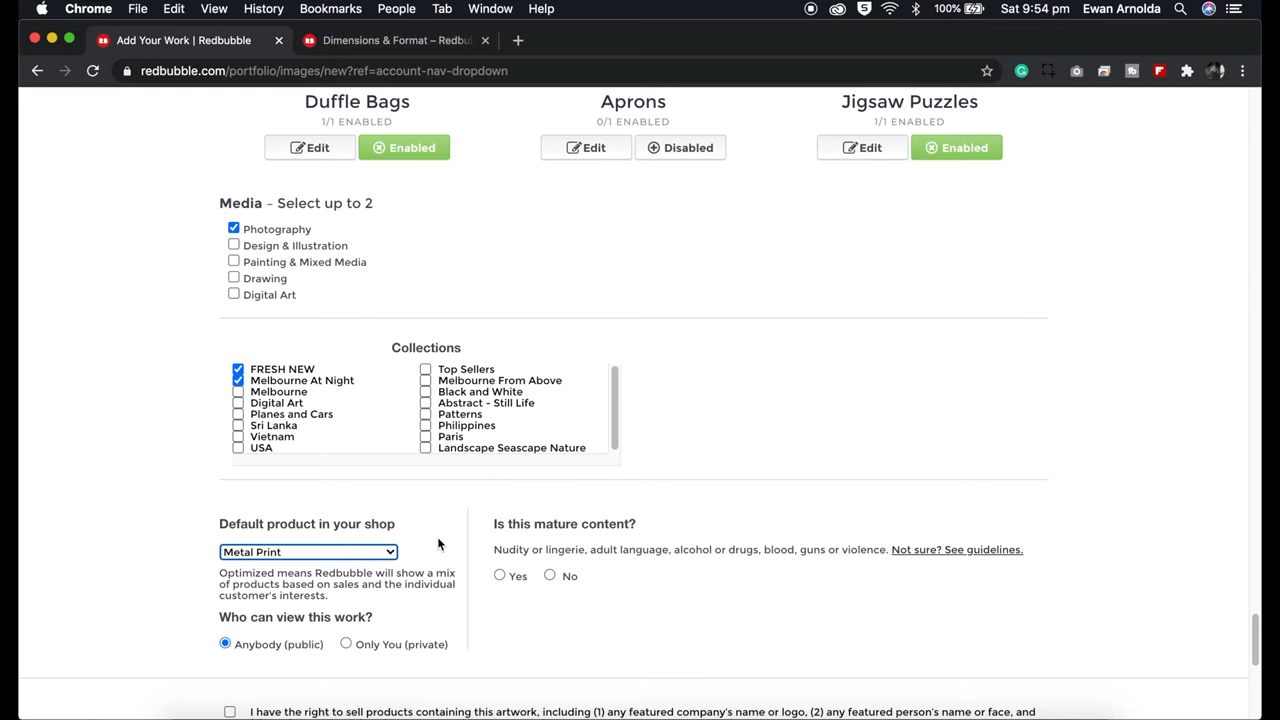 Chrome File Edit View History Bookmarks People Tab Window Help 100% Sat 9:54 pm Ewan Arnolda
Add Your Work | Redbubble Dimensions & Format – Redbu
redbubble.com/portfolio/images/new?ref=account-nav-dropdown
Duffle Bags Aprons Jigsaw Puzzles
1/1 ENABLED 0/1 ENABLED 1/1 ENABLED
Edit Enabled Edit Disabled Edit Enabled
Media – Select up to 2
Photography
Design & Illustration
Painting & Mixed Media
Drawing
Digital Art
Collections
FRESH NEW Top Sellers
Melbourne At Night Melbourne From Above
Melbourne Black and White
Digital Art Abstract - Still Life
Planes and Cars Patterns
Sri Lanka Philippines
Vietnam Paris
USA Landscape Seascape Nature
Default product in your shop
Metal Print
Optimized means Redbubble will show a mix
of products based on sales and the individual
customer's interests.
Who can view this work?
Anybody (public) Only You (private)
Is this mature content?
Nudity or lingerie, adult language, alcohol or drugs, blood, guns or violence. Not sure? See guidelines.
Yes No
I have the right to sell products containing this artwork, including (1) any featured company's name or logo, (2) any featured person's name or face, and